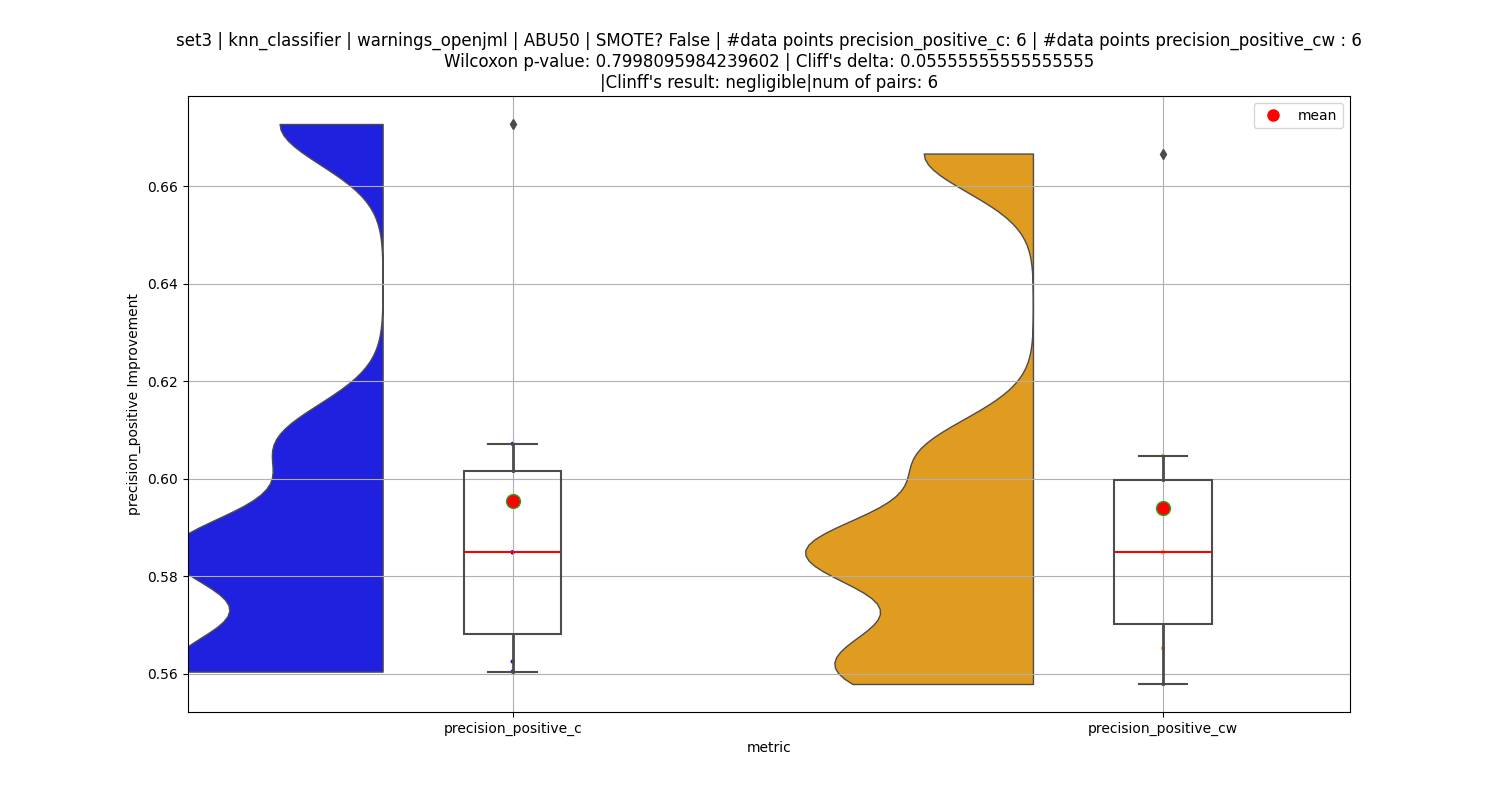 set3 | knn_classifier | warnings_openjml | ABU50 | SMOTE? False | #data points precision_positive_c: 6 | #data points precision_positive_cw : 6
Wilcoxon p-value: 0.7998095984239602 | Cliff's delta: 0.05555555555555555
|Clinff's result: negligible|num of pairs: 6
mean
0.66
0.64
0.62
0.60
0.58
0.56
precision_positive Improvement
precision_positive_c
precision_positive_cw
metric